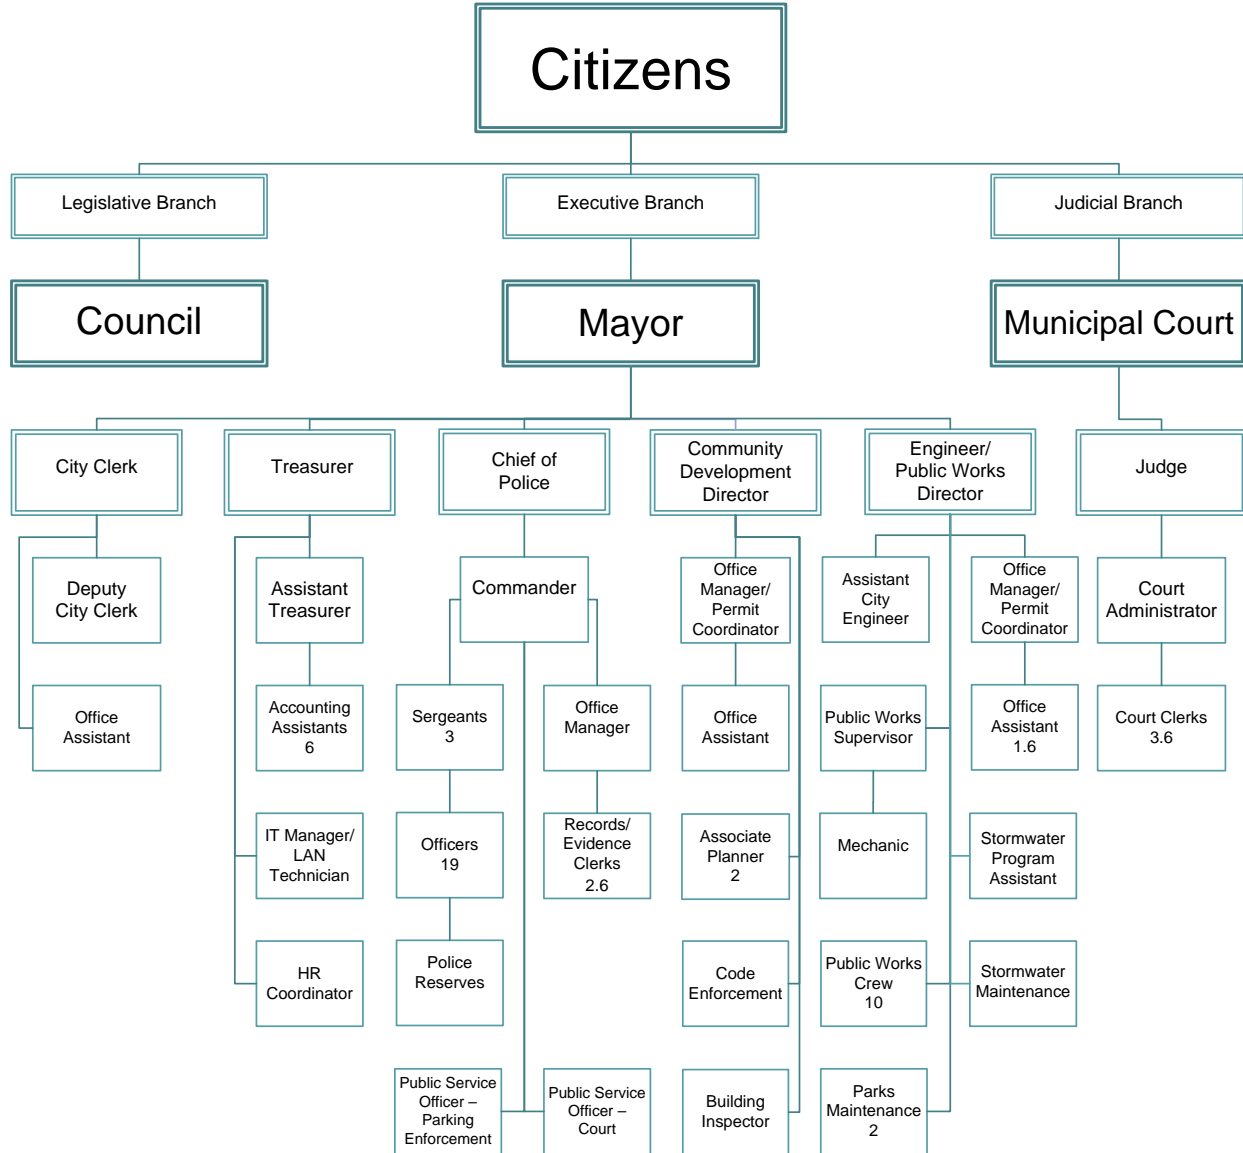 Citizens
Legislative Branch
Executive Branch
Judicial Branch
Council
Mayor
Municipal Court
City Clerk
Treasurer
Chief of
Police
Community
Development
Director
Engineer/
Public Works
Director
Judge
Deputy
City Clerk
Assistant
Treasurer
Commander
Office
Manager/
Permit
Coordinator
Assistant
City
Engineer
Office
Manager/
Permit
Coordinator
Court
Administrator
Office
Assistant
Accounting
Assistants
6
Sergeants
3
Office
Manager
Office
Assistant
Public Works
Supervisor
Office
Assistant
1.6
Court Clerks
3.6
IT Manager/
LAN
Technician
Officers
19
Records/
Evidence
Clerks
2.6
Associate
Planner
2
Mechanic
Stormwater
Program
Assistant
HR
Coordinator
Police
Reserves
Code
Enforcement
Public Works
Crew
10
Stormwater
Maintenance
Public Service
Officer –
Parking
Enforcement
Public Service
Officer –
Court
Building
Inspector
Parks
Maintenance
2